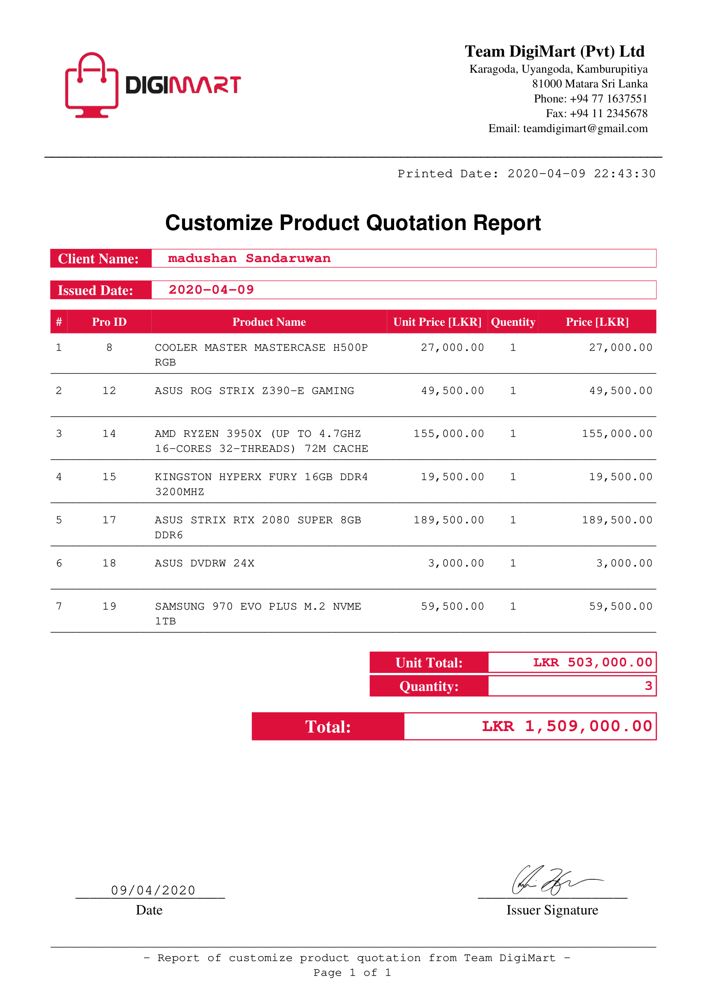 DIGIMART
Team DigiMart (Pvt) Ltd
Karagoda, Uyangoda, Kamburupitiya
81000 Matara Sri Lanka
Phone: +94 77 1637551
Fax: +94 11 2345678
Email: teamdigimart@gmail.com
Printed Date: 2020-04-09 22:43:30
Customize Product Quotation Report
Client Name: madushan Sandaruwan
Issued Date: 2020-04-09
# Pro ID Product Name Unit Price [LKR] Quentity Price [LKR]
1 8 COOLER MASTER MASTERCASE H500P 27,000.00 1 27,000.00
RGB
2 12 ASUS ROG STRIX Z390-E GAMING 49,500.00 1 49,500.00
3 14 AMD RYZEN 3950X (UP TO 4.7GHZ 155,000.00 1 155,000.00
16-CORES 32-THREADS) 72M CACHE
4 15 KINGSTON HYPERX FURY 16GB DDR4 19,500.00 1 19,500.00
3200MHZ
5 17 ASUS STRIX RTX 2080 SUPER 8GB 189,500.00 1 189,500.00
DDR6
6 18 ASUS DVDRW 24X 3,000.00 1 3,000.00
7 19 SAMSUNG 970 EVO PLUS M.2 NVME 59,500.00 1 59,500.00
1TB
Unit Total: LKR 503,000.00
Quantity: 3
Total: LKR 1,509,000.00
09/04/2020
Date Issuer Signature
- Report of customize product quotation from Team DigiMart -
Page 1 of 1